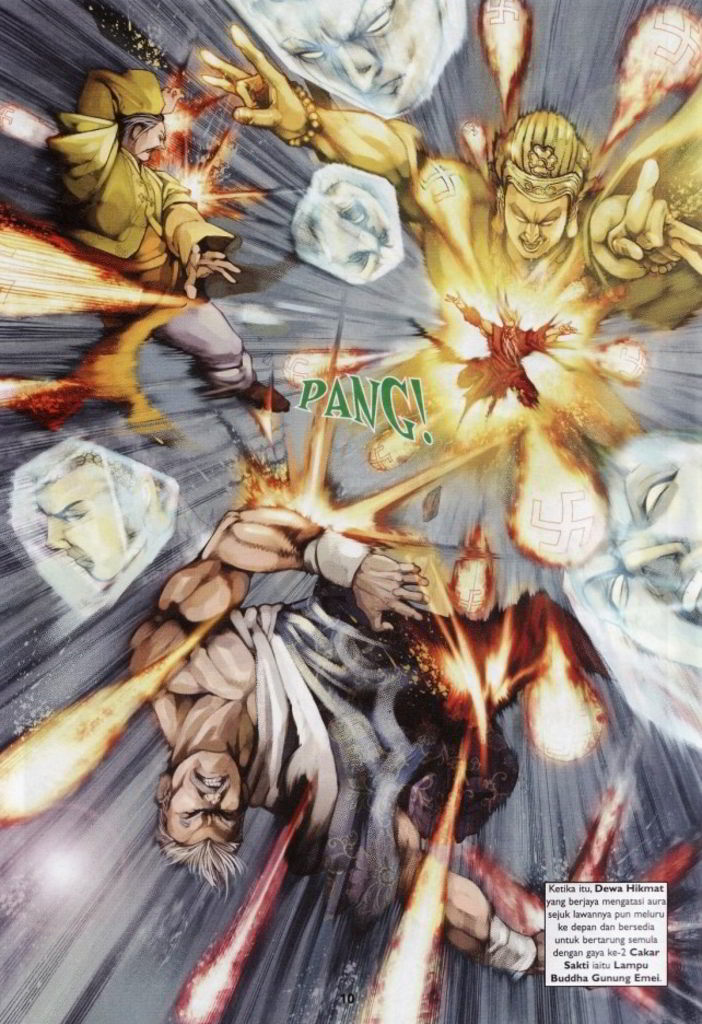 PANG!
Ketika itu, Dewa Hikmat
yang berjaya mengatasi aura
sejuk lawannya pun meluru
ke depan dan bersedia
untuk bertarung semula
dengan gaya ke-2 Cakar
Sakti iaitu Lampu
Buddha Gunung Emei.
10